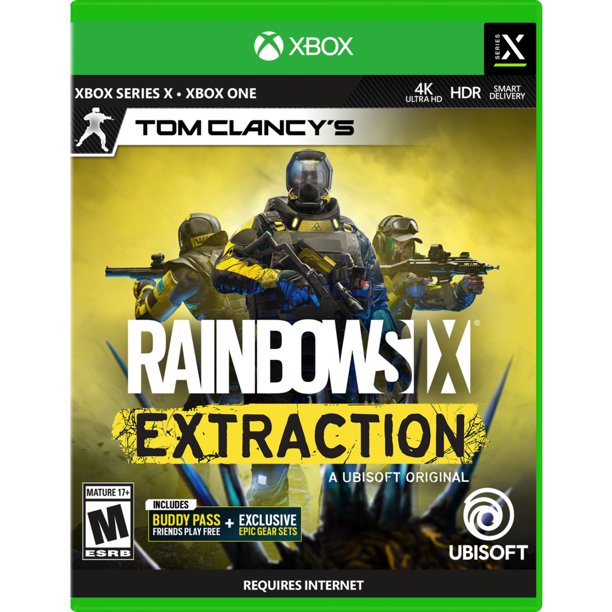 XBOX
SERIES X
XBOX SERIES X • XBOX ONE
4K
ULTRA HD
HDR
SMART
DELIVERY
TOM CLANCY'S
RAINBOW SIX®
EXTRACTION
A UBISOFT ORIGINAL
MATURE 17+
M
ESRB
INCLUDES
BUDDY PASS
FRIENDS PLAY FREE
+
EXCLUSIVE
EPIC GEAR SETS
UBISOFT
REQUIRES INTERNET